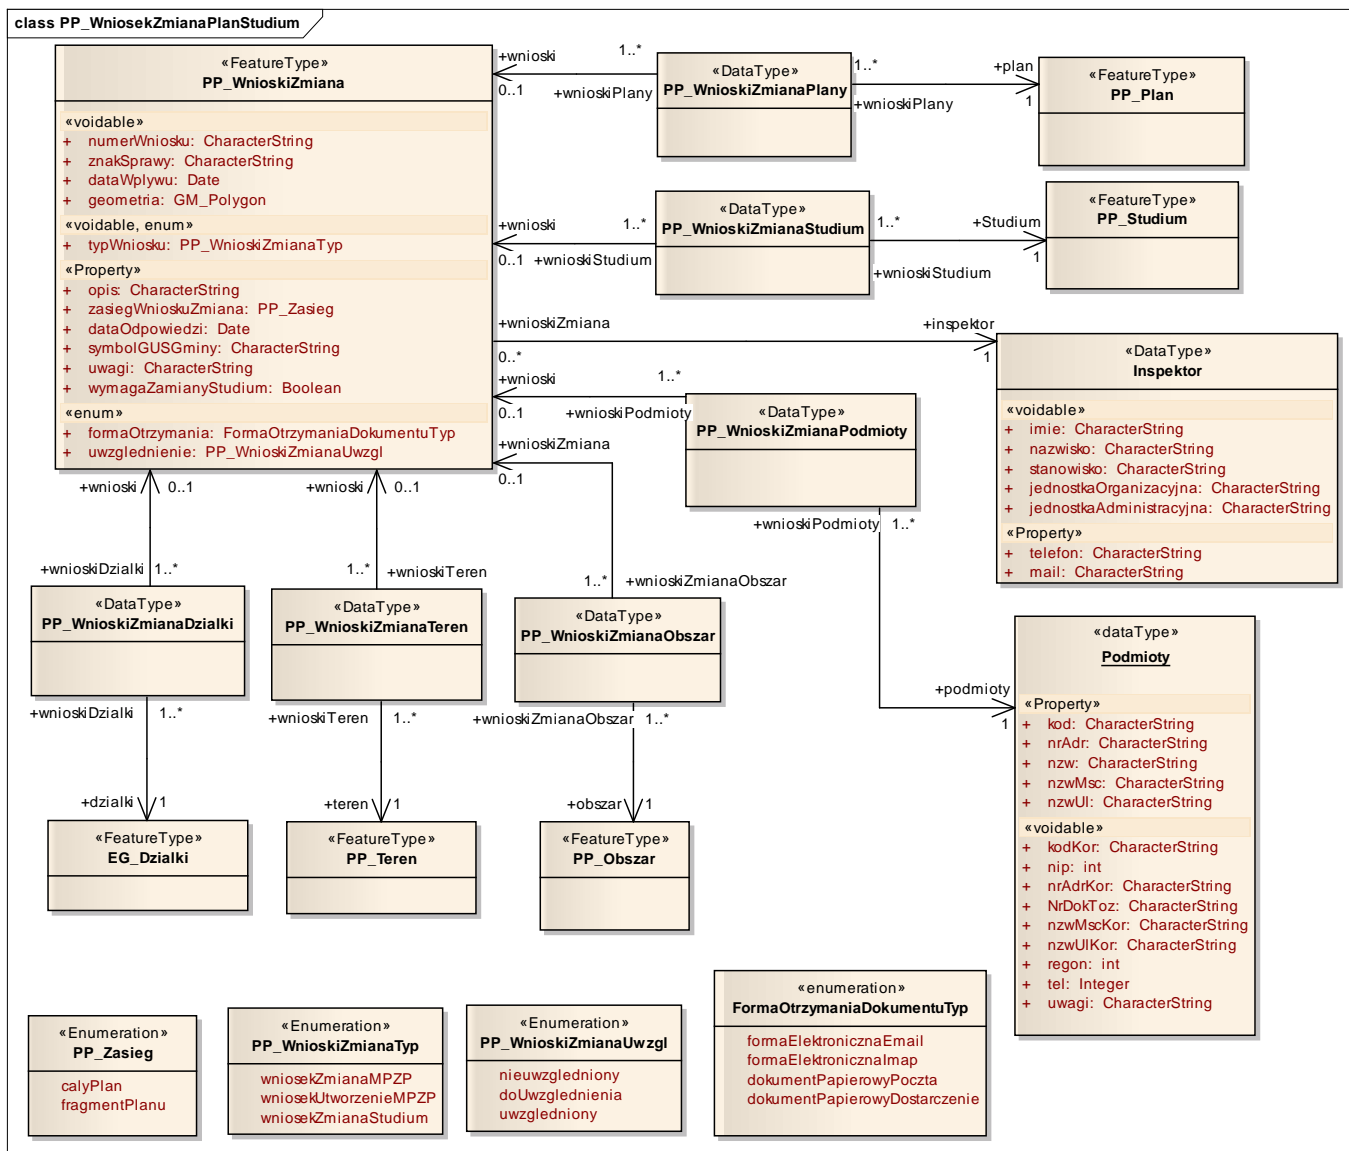 class PP_WniosekZmianaPlanStudium
«FeatureType»
PP_WnioskiZmiana
«voidable»
+ numerWniosku: CharacterString
+ znakSprawy: CharacterString
+ dataWplywu: Date
+ geometria: GM_Polygon
«voidable, enum»
+ typWniosku: PP_WnioskiZmianaTyp
«Property»
+ opis: CharacterString
+ zasiegWnioskuZmiana: PP_Zasieg
+ dataOdpowiedzi: Date
+ symbolGUSGminy: CharacterString
+ uwagi: CharacterString
+ wymagaZamianyStudium: Boolean
«enum»
+ formaOtrzymania: FormaOtrzymaniaDokumentuTyp
+ uwzglednienie: PP_WnioskiZmianaUwzgl
+wnioski 1..*
0..1 +wnioskiPlany
«DataType»
PP_WnioskiZmianaPlany
1..* +plan
+wnioskiPlany 1
«FeatureType»
PP_Plan
+wnioski 1..*
0..1 +wnioskiStudium
«DataType»
PP_WnioskiZmianaStudium
1..* +Studium
+wnioskiStudium 1
«FeatureType»
PP_Studium
+wnioskiZmiana +inspektor
0..* 1
«DataType»
Inspektor
«voidable»
+ imie: CharacterString
+ nazwisko: CharacterString
+ stanowisko: CharacterString
+ jednostkaOrganizacyjna: CharacterString
+ jednostkaAdministracyjna: CharacterString
«Property»
+ telefon: CharacterString
+ mail: CharacterString
+wnioski 1..*
0..1 +wnioskiPodmioty
«DataType»
PP_WnioskiZmianaPodmioty
+wnioskiPodmioty 1..*
+podmioty
1
+wnioskiZmiana
0..1
+wnioski 0..1
+wnioski 0..1
+wnioskiDzialki 1..*
1..* +wnioskiTeren
1..* +wnioskiZmianaObszar
«DataType»
PP_WnioskiZmianaDzialki
«DataType»
PP_WnioskiZmianaTeren
«DataType»
PP_WnioskiZmianaObszar
+wnioskiDzialki 1..*
+wnioskiTeren 1..*
+wnioskiZmianaObszar 1..*
+dzialki 1
+teren 1
+obszar 1
«FeatureType»
EG_Dzialki
«FeatureType»
PP_Teren
«FeatureType»
PP_Obszar
«dataType»
Podmioty
«Property»
+ kod: CharacterString
+ nrAdr: CharacterString
+ nzw: CharacterString
+ nzwMsc: CharacterString
+ nzwUl: CharacterString
«voidable»
+ kodKor: CharacterString
+ nip: int
+ nrAdrKor: CharacterString
+ NrDokToz: CharacterString
+ nzwMscKor: CharacterString
+ nzwUlKor: CharacterString
+ regon: int
+ tel: Integer
+ uwagi: CharacterString
«Enumeration»
PP_Zasieg
calyPlan
fragmentPlanu
«Enumeration»
PP_WnioskiZmianaTyp
wniosekZmianaMPZP
wniosekUtworzenieMPZP
wniosekZmianaStudium
«Enumeration»
PP_WnioskiZmianaUwzgl
nieuwzgledniony
doUwzglednienia
uwzgledniony
«enumeration»
FormaOtrzymaniaDokumentuTyp
formaElektronicznaEmail
formaElektronicznaImap
dokumentPapierowyPoczta
dokumentPapierowyDostarczenie